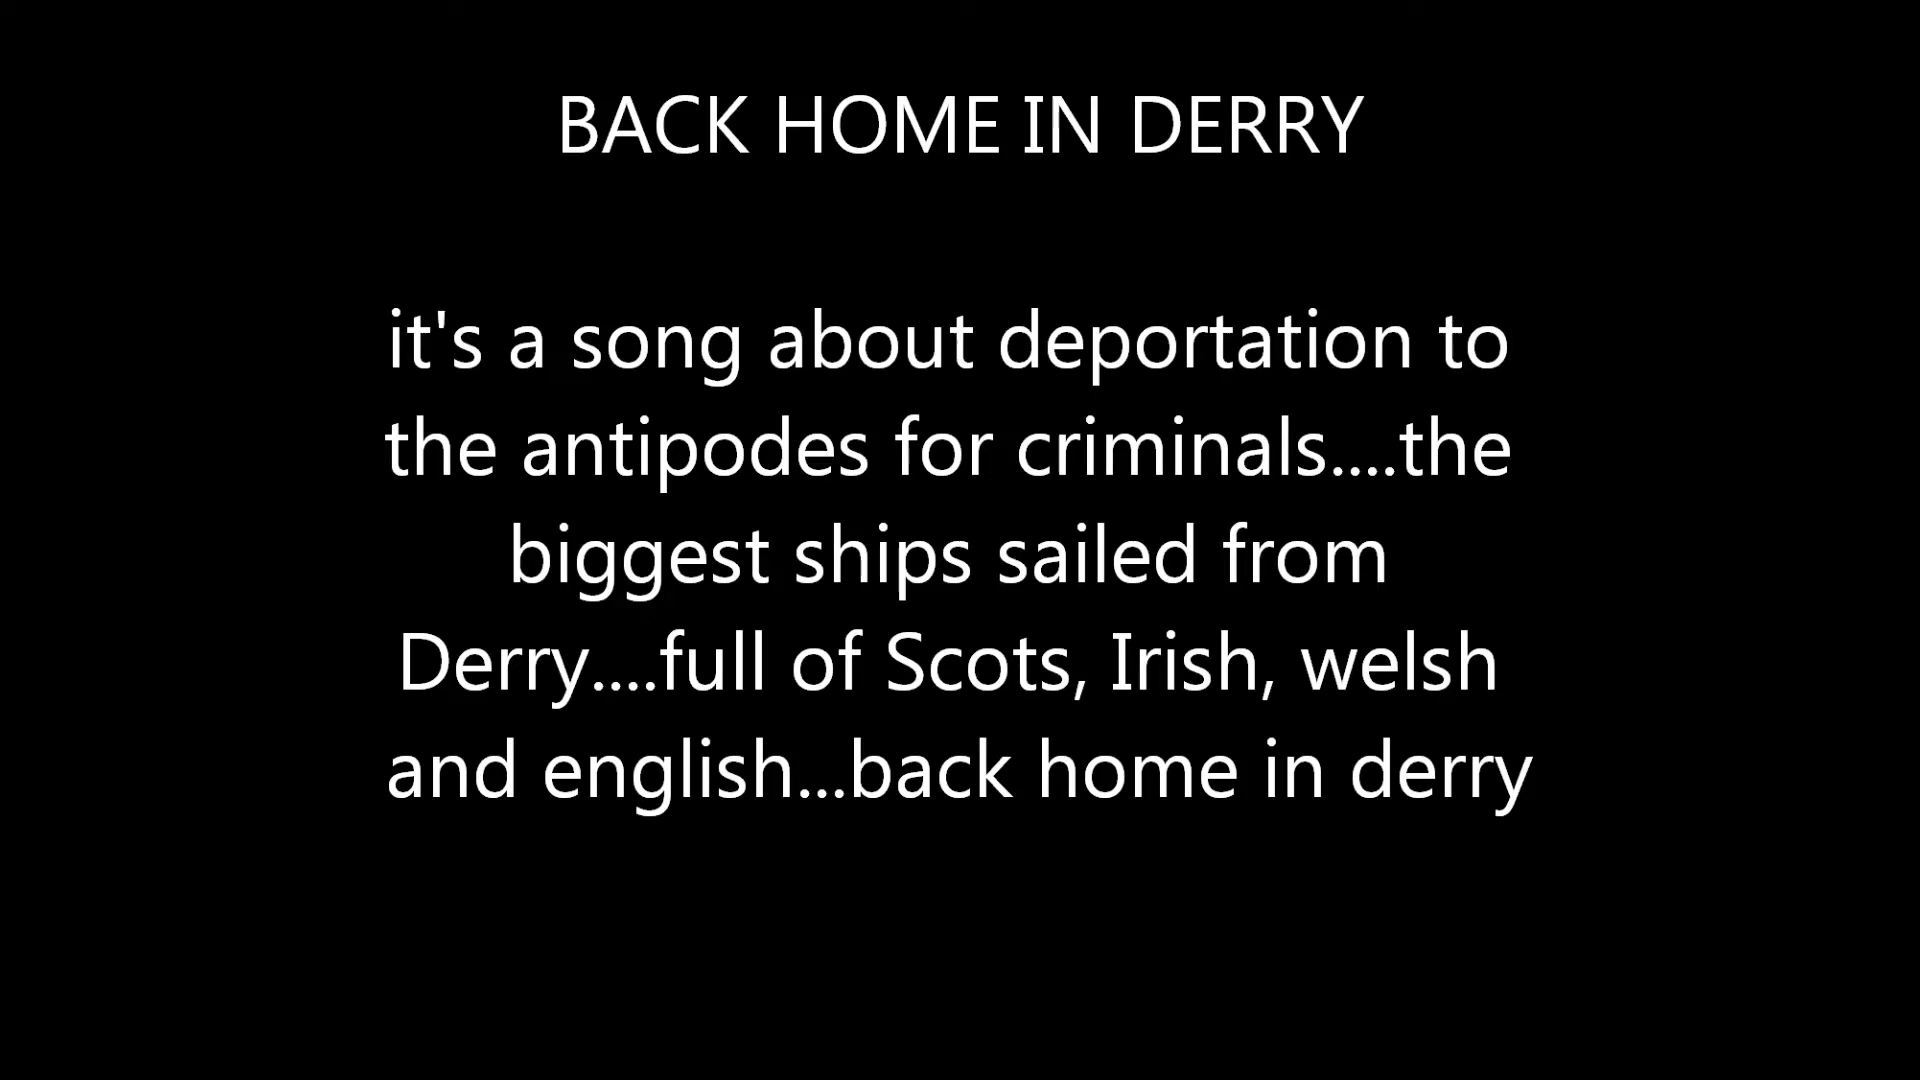 BACK HOME IN DERRY
it's a song about deportation to
the antipodes for criminals....the
biggest ships sailed from
Derry....full of Scots, Irish, welsh
and english...back home in derry